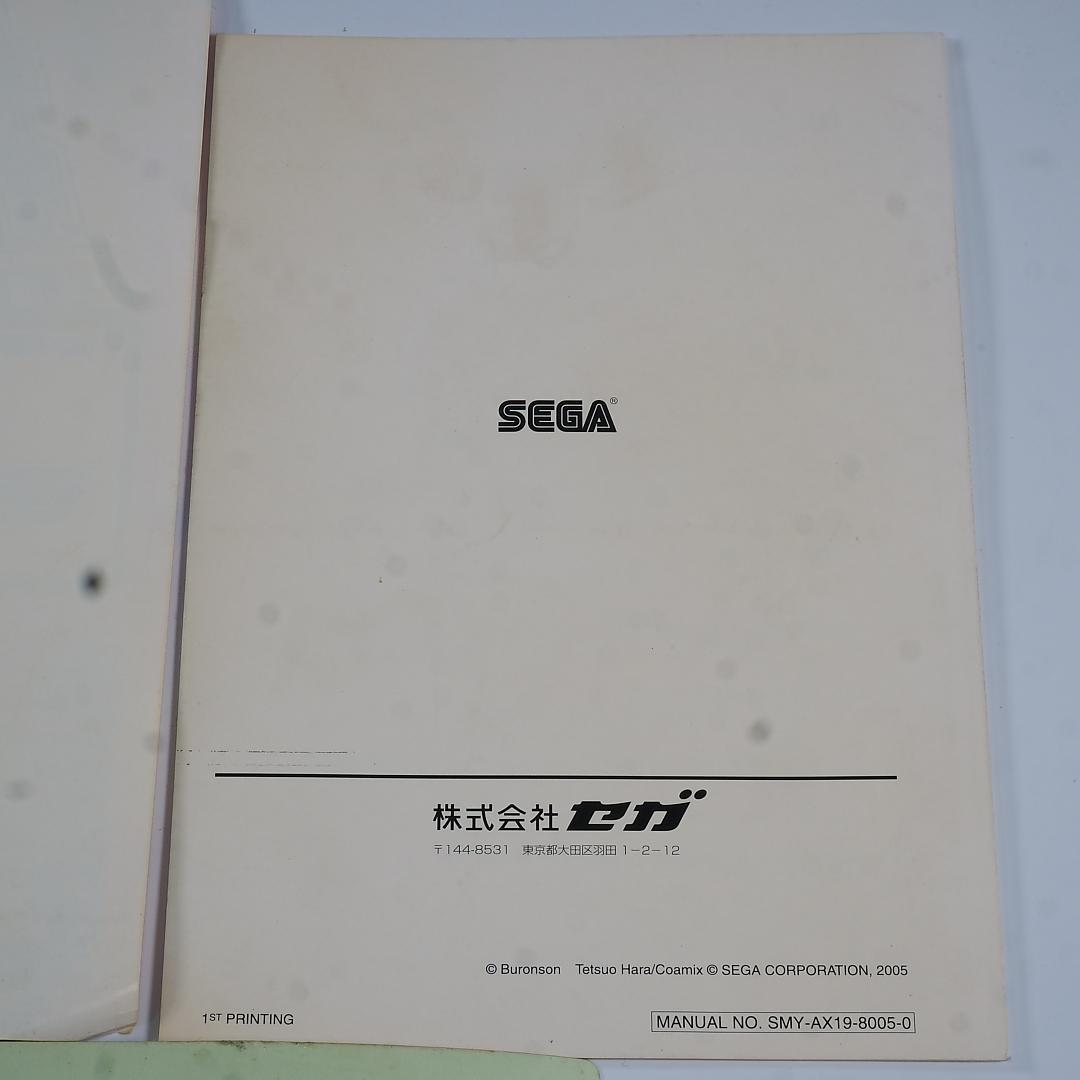 SEGA®
株式会社 セガ
〒144-8531 東京都大田区羽田 1-2-12
© Buronson Tetsuo Hara/Coamix © SEGA CORPORATION, 2005
1ST PRINTING
MANUAL NO. SMY-AX19-8005-0